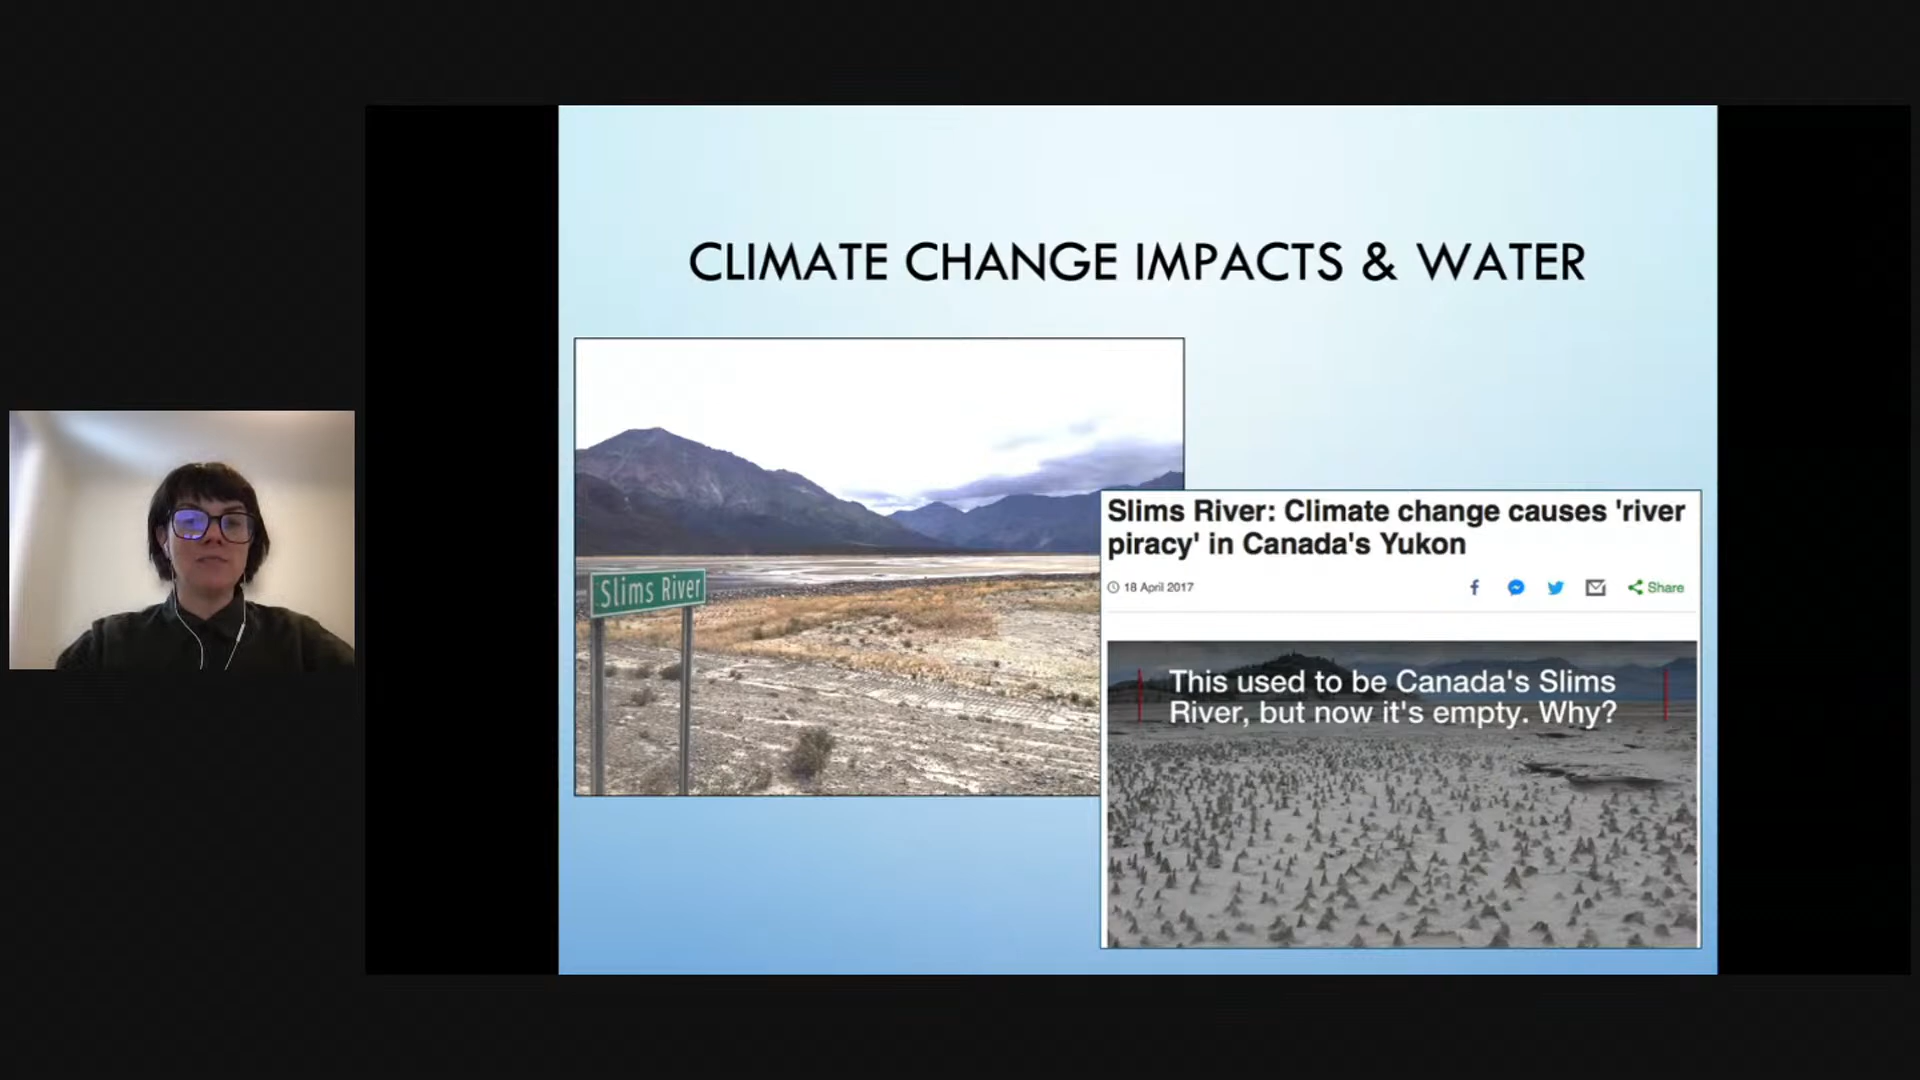 CLIMATE CHANGE IMPACTS & WATER
Slims River
Slims River: Climate change causes 'river
piracy' in Canada's Yukon
18 April 2017
Share
This used to be Canada's Slims
River, but now it's empty. Why?